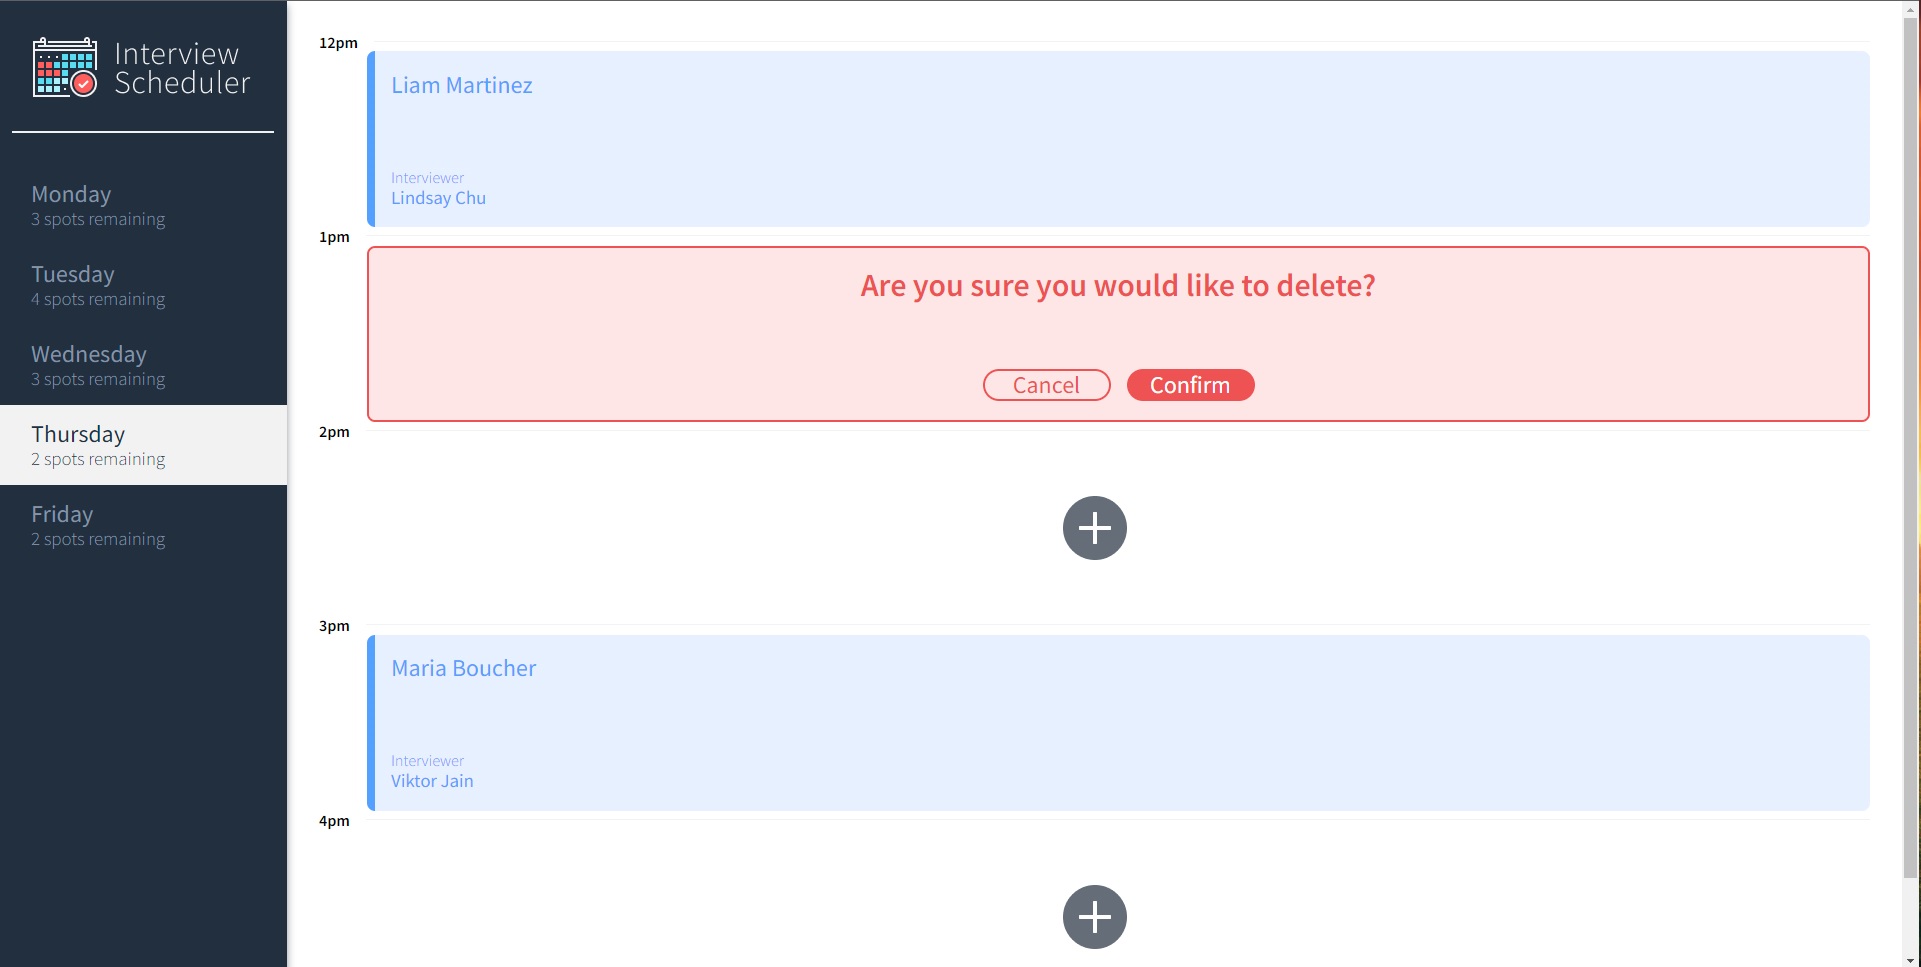 Interview
Scheduler
Monday
3 spots remaining
Tuesday
4 spots remaining
Wednesday
3 spots remaining
Thursday
2 spots remaining
Friday
2 spots remaining
12pm
Liam Martinez
Interviewer
Lindsay Chu
1pm
Are you sure you would like to delete?
Cancel Confirm
2pm
3pm
Maria Boucher
Interviewer
Viktor Jain
4pm